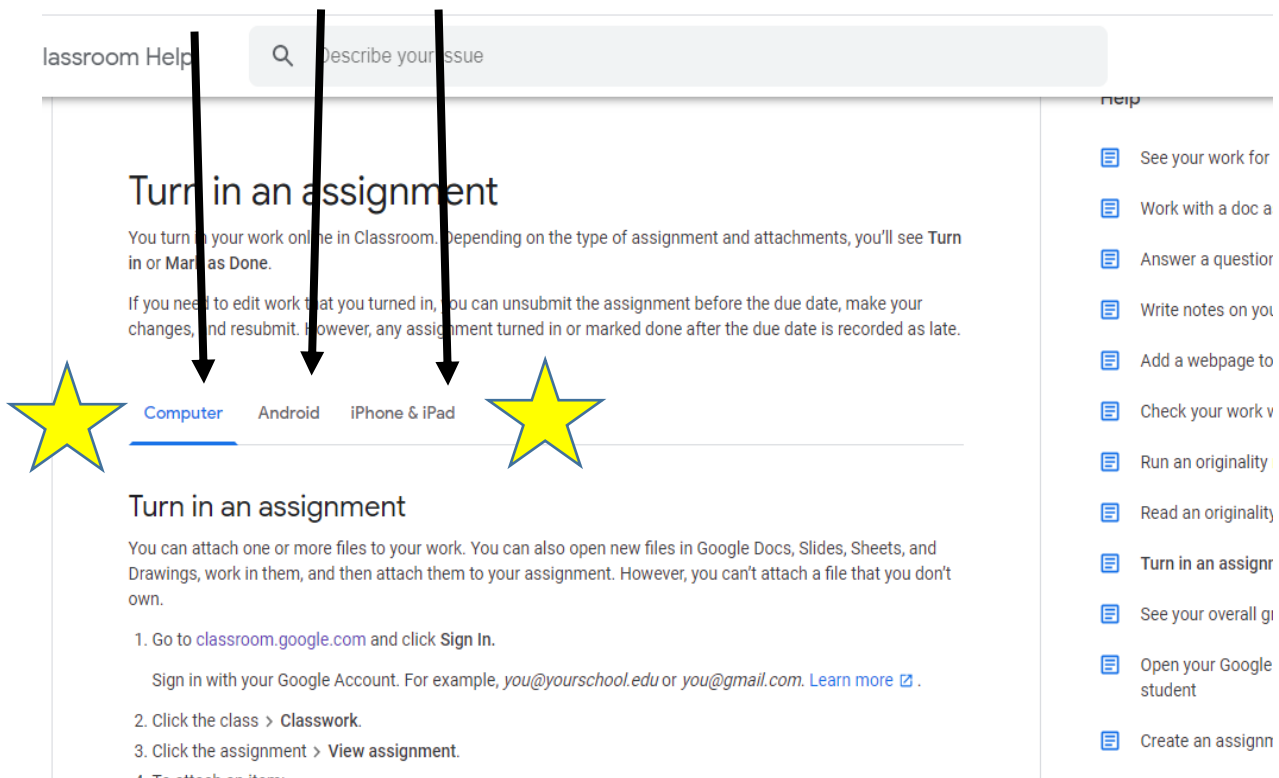 lassroom Help
Describe your issue
Turn in an assignment
You turn in your work online in Classroom. Depending on the type of assignment and attachments, you'll see Turn
in or Mark as Done.
If you need to edit work that you turned in, you can unsubmit the assignment before the due date, make your
changes, and resubmit. However, any assignment turned in or marked done after the due date is recorded as late.
Computer Android iPhone & iPad
Turn in an assignment
You can attach one or more files to your work. You can also open new files in Google Docs, Slides, Sheets, and
Drawings, work in them, and then attach them to your assignment. However, you can't attach a file that you don't
own.
1. Go to classroom.google.com and click Sign In.
Sign in with your Google Account. For example, you@yourschool.edu or you@gmail.com. Learn more .
2. Click the class > Classwork.
3. Click the assignment > View assignment.
4. To attach an item:
Help
See your work for
Work with a doc a
Answer a question
Write notes on you
Add a webpage to
Check your work w
Run an originality
Read an originality
Turn in an assignm
See your overall gr
Open your Google
student
Create an assignm